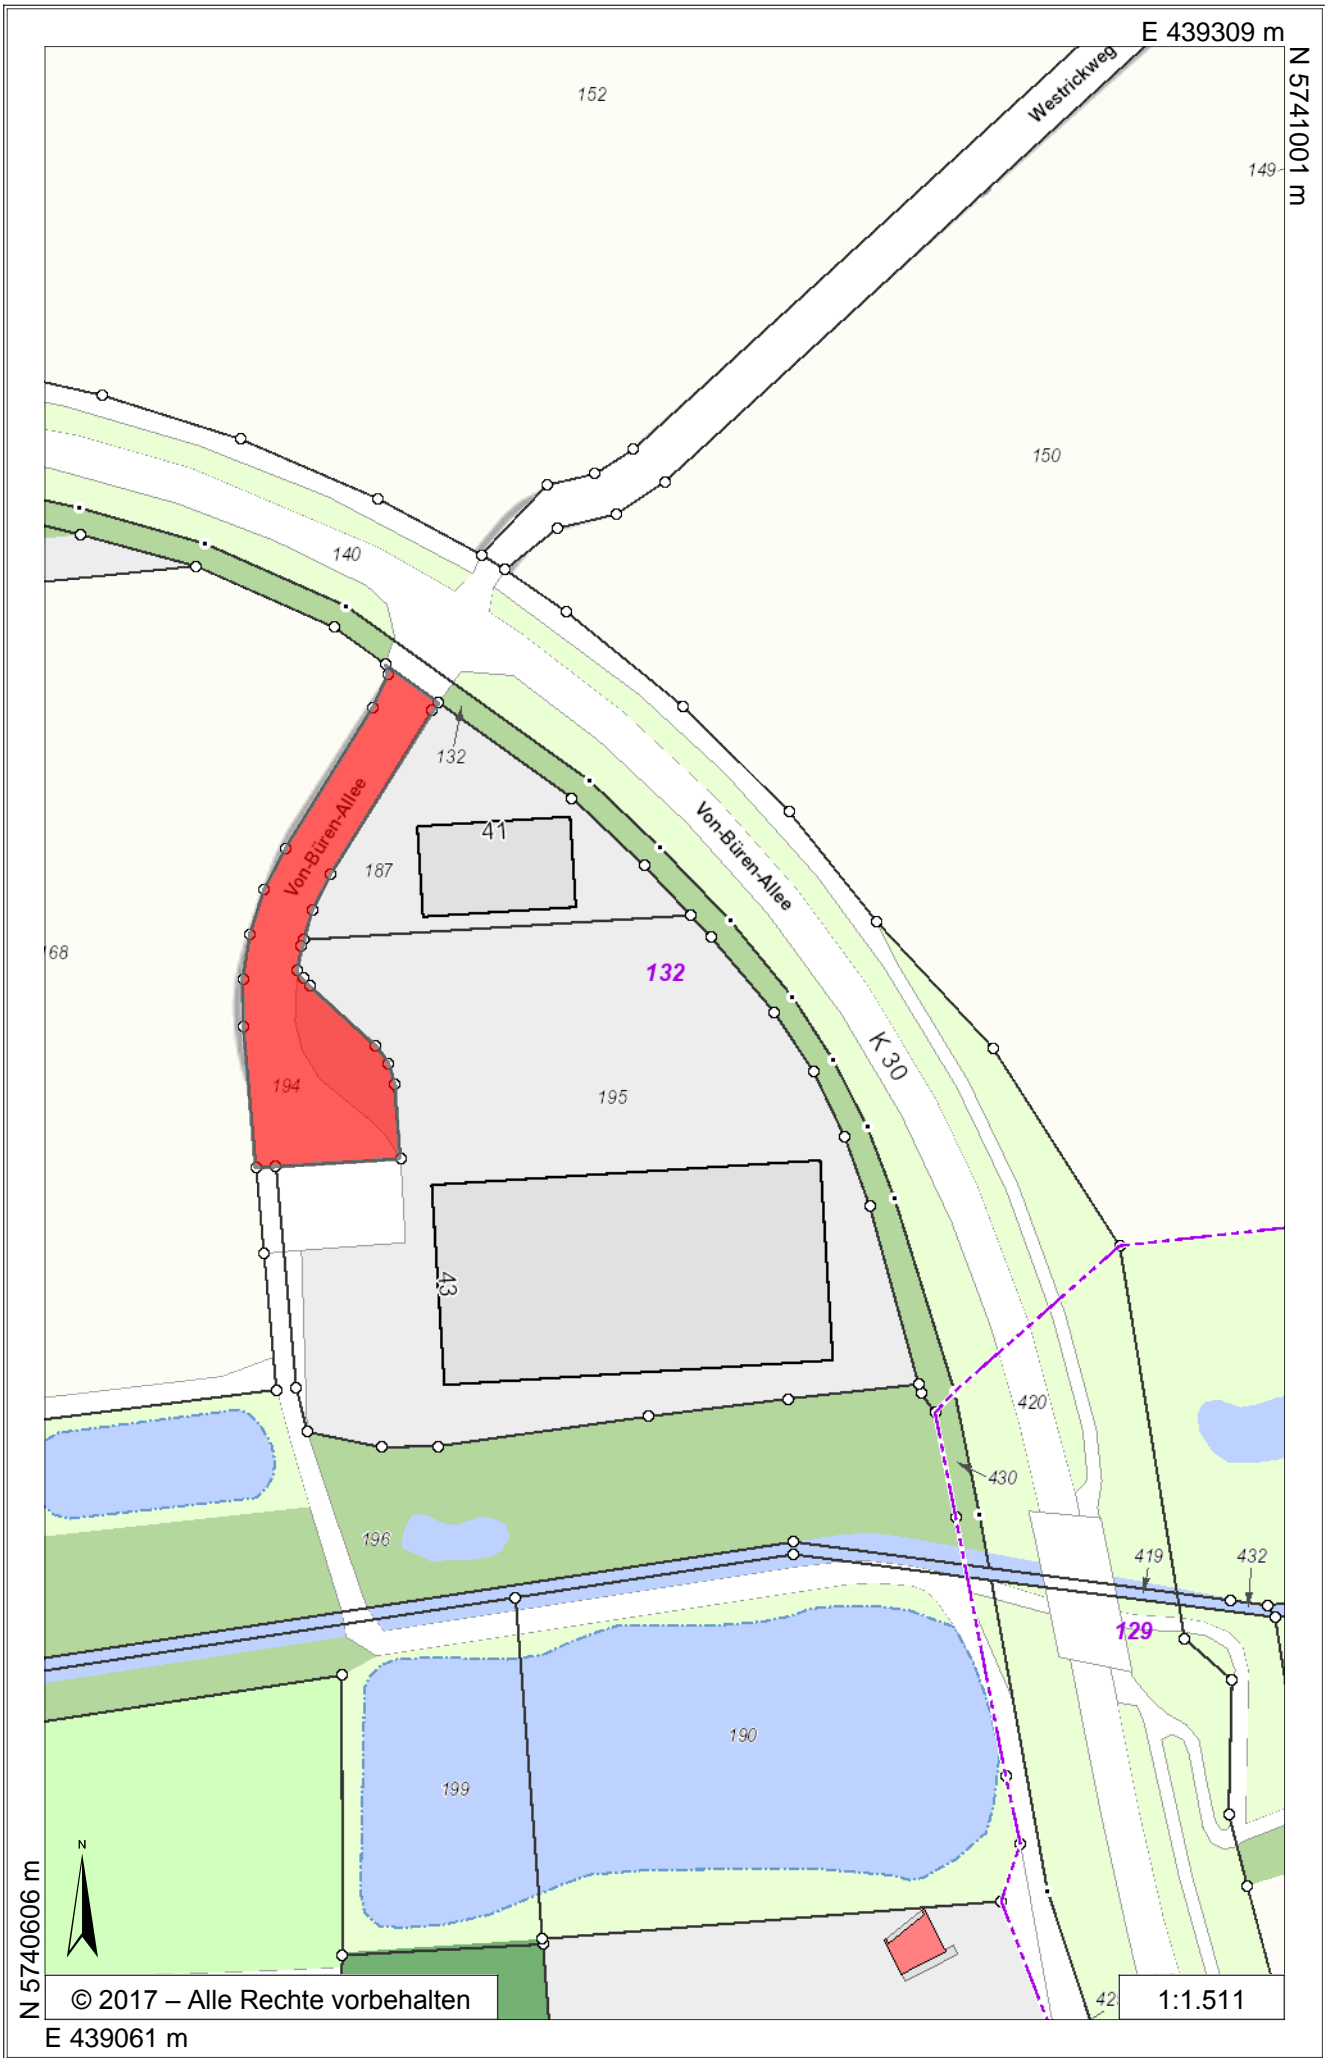 E 439309 m
N 5741001 m
Westrickweg
152
149
150
140
132
Von-Büren-Allee
Von-Büren-Allee
41
187
168
132
K 30
194
195
43
420
430
196
419
432
129
190
199
N
N 5740606 m
© 2017 – Alle Rechte vorbehalten
42
1:1.511
E 439061 m